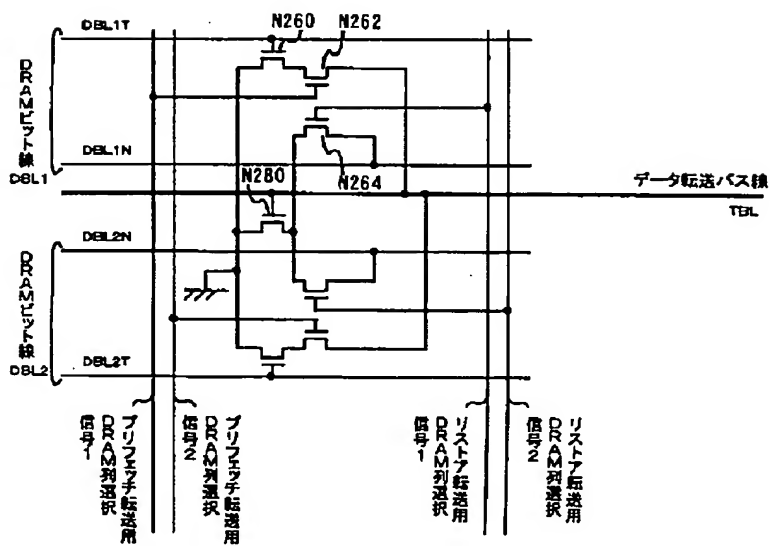 N260
N262
DBL1T
DRAMビット線
DBL1N
DBL1
N280
N264
データ転送バス線
TBL
DBL2N
DRAMビット線
DBL2T
DBL2
プリフェッチ転送用
DRAM列選択
信号1
プリフェッチ転送用
DRAM列選択
信号2
リストア転送用
DRAM列選択
信号1
リストア転送用
DRAM列選択
信号2